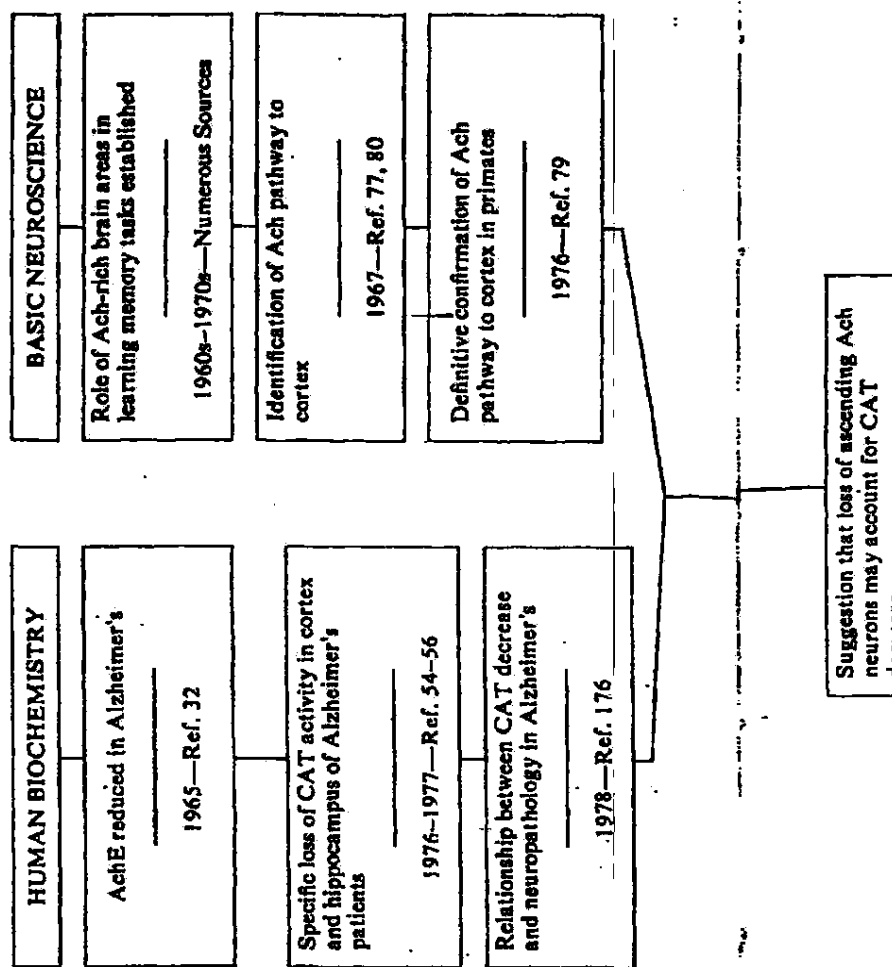 HUMAN BIOCHEMISTRY
AchE reduced in Alzheimer's
1965—Ref. 32
Specific loss of CAT activity in cortex
and hippocampus of Alzheimer's
patients
1976–1977—Ref. 54–56
Relationship between CAT decrease
and neuropathology in Alzheimer's
1978—Ref. 176
BASIC NEUROSCIENCE
Role of Ach-rich brain areas in
learning memory tasks established
1960s–1970s—Numerous Sources
Identification of Ach pathway to
cortex
1967—Ref. 77, 80
Definitive confirmation of Ach
pathway to cortex in primates
1976—Ref. 79
Suggestion that loss of ascending Ach
neurons may account for CAT